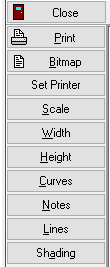 Close
Print
Bitmap
Set Printer
Scale
Width
Height
Curves
Notes
Lines
Shading